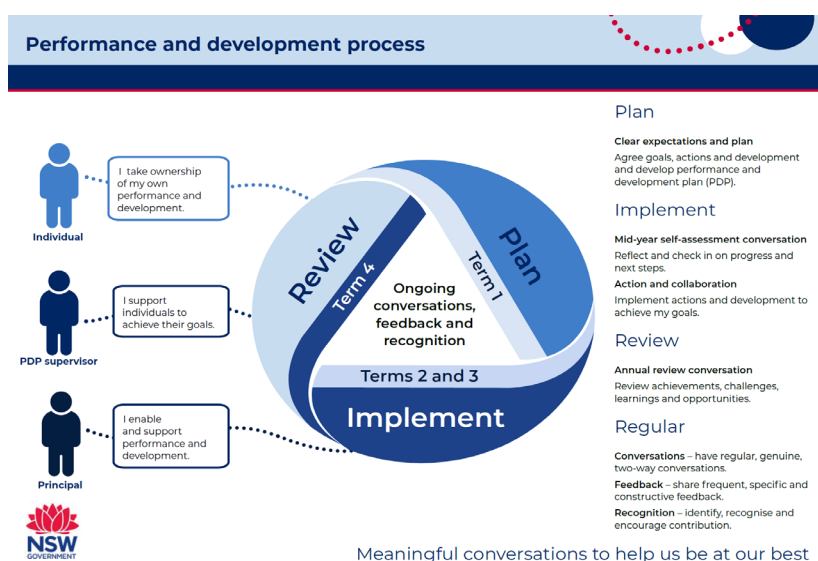 Performance and development process
I take ownership
of my own
performance and
development.
Individual
I support
individuals to
achieve their goals.
PDP supervisor
I enable
and support
performance and
development.
Principal
NSW
GOVERNMENT
Review
Term 4
Plan
Term 1
Ongoing
conversations,
feedback and
recognition
Terms 2 and 3
Implement
Plan
Clear expectations and plan
Agree goals, actions and development
and develop performance and
development plan (PDP).
Implement
Mid-year self-assessment conversation
Reflect and check in on progress and
next steps.
Action and collaboration
Implement actions and development to
achieve my goals.
Review
Annual review conversation
Review achievements, challenges,
learnings and opportunities.
Regular
Conversations – have regular, genuine,
two-way conversations.
Feedback – share frequent, specific and
constructive feedback.
Recognition – identify, recognise and
encourage contribution.
Meaningful conversations to help us be at our best